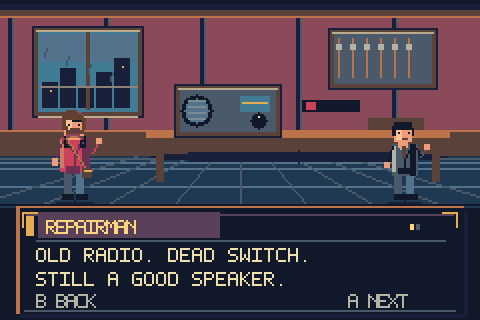 REPAIRMAN
OLD RADIO. DEAD SWITCH.
STILL A GOOD SPEAKER.
B BACK
A NEXT